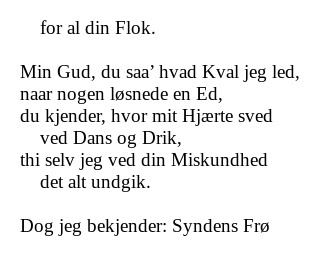 for al din Flok.
Min Gud, du saa’ hvad Kval jeg led,
naar nogen løsnede en Ed,
du kjender, hvor mit Hjærte sved
ved Dans og Drik,
thi selv jeg ved din Miskundhed
det alt undgik.
Dog jeg bekjender: Syndens Frø